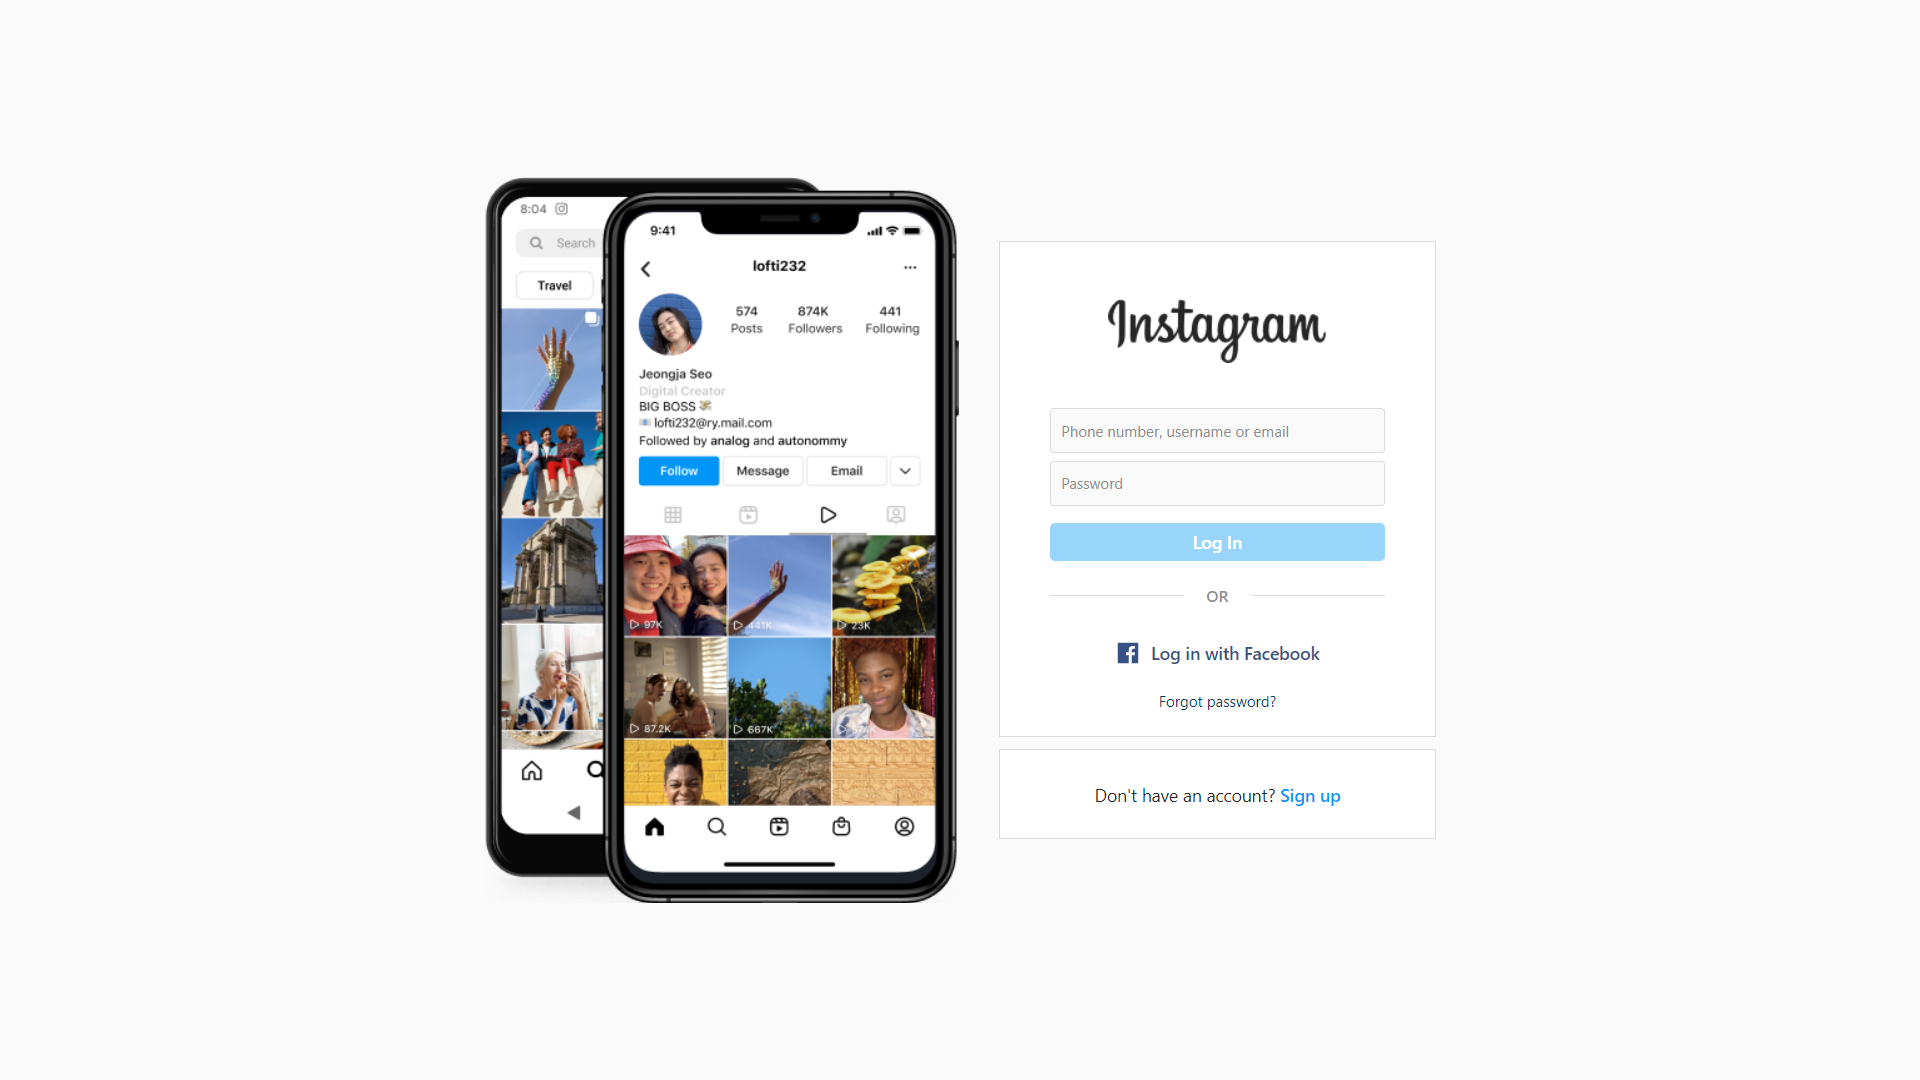 8:04
Search
Travel
9:41
lofti232
574 874K 441
Posts Followers Following
Jeongja Seo
Digital Creator
BIG BOSS
lofti232@ry.mail.com
Followed by analog and autonommy
Follow Message Email
97K 441K 23K
87.2K 667K
Instagram
Phone number, username or email
Password
Log In
OR
Log in with Facebook
Forgot password?
Don't have an account? Sign up